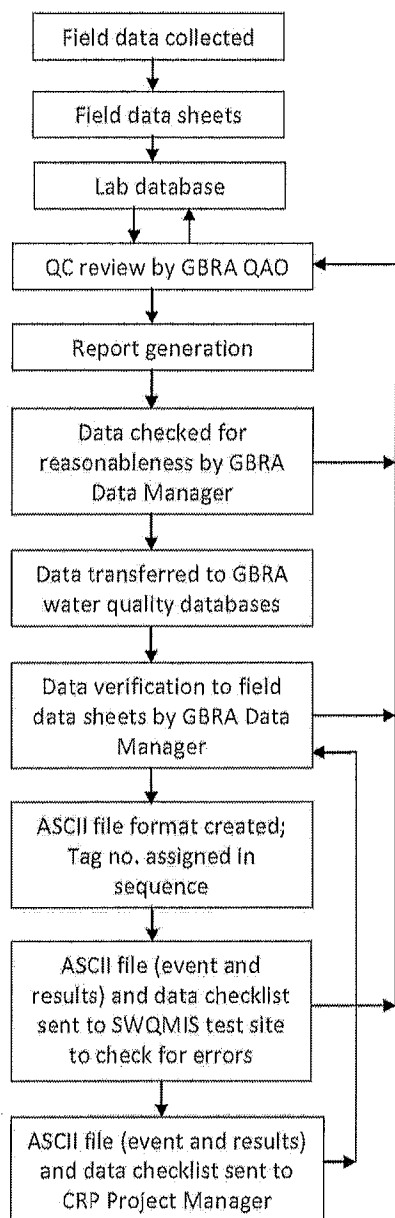 Field data collected
Field data sheets
Lab database
QC review by GBRA QAO
Report generation
Data checked for
reasonableness by GBRA
Data Manager
Data transferred to GBRA
water quality databases
Data verification to field
data sheets by GBRA Data
Manager
ASCII file format created;
Tag no. assigned in
sequence
ASCII file (event and
results) and data checklist
sent to SWQMIS test site
to check for errors
ASCII file (event and results)
and data checklist sent to
CRP Project Manager